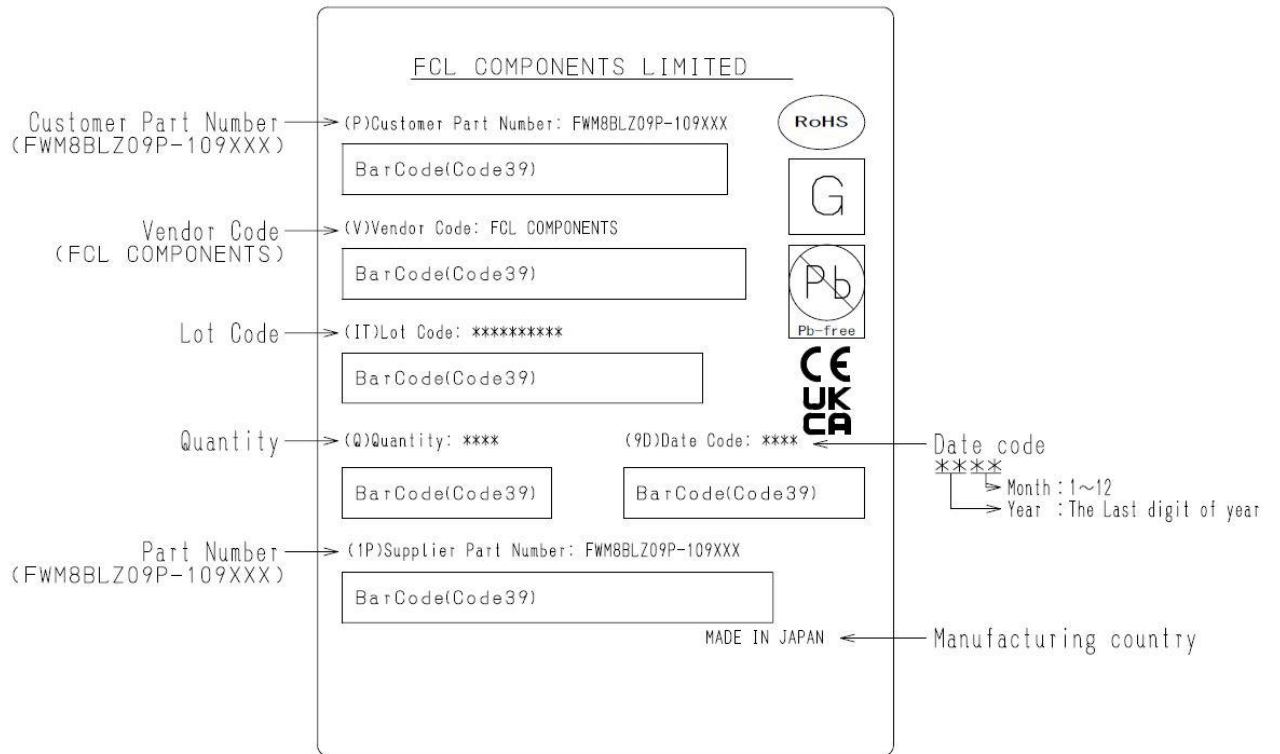 FCL COMPONENTS LIMITED
Customer Part Number
(FWM8BLZ09P-109XXX)
(P)Customer Part Number: FWM8BLZ09P-109XXX
BarCode(Code39)
RoHS
G
Vendor Code
(FCL COMPONENTS)
(V)Vendor Code: FCL COMPONENTS
BarCode(Code39)
Pb
Pb-free
Lot Code
(IT)Lot Code: **********
BarCode(Code39)
CE
UK
CA
Quantity
(Q)Quantity: ****
BarCode(Code39)
(9D)Date Code: ****
BarCode(Code39)
Date code
****
Month :1~12
Year :The Last digit of year
Part Number
(FWM8BLZ09P-109XXX)
(1P)Supplier Part Number: FWM8BLZ09P-109XXX
BarCode(Code39)
MADE IN JAPAN
Manufacturing country